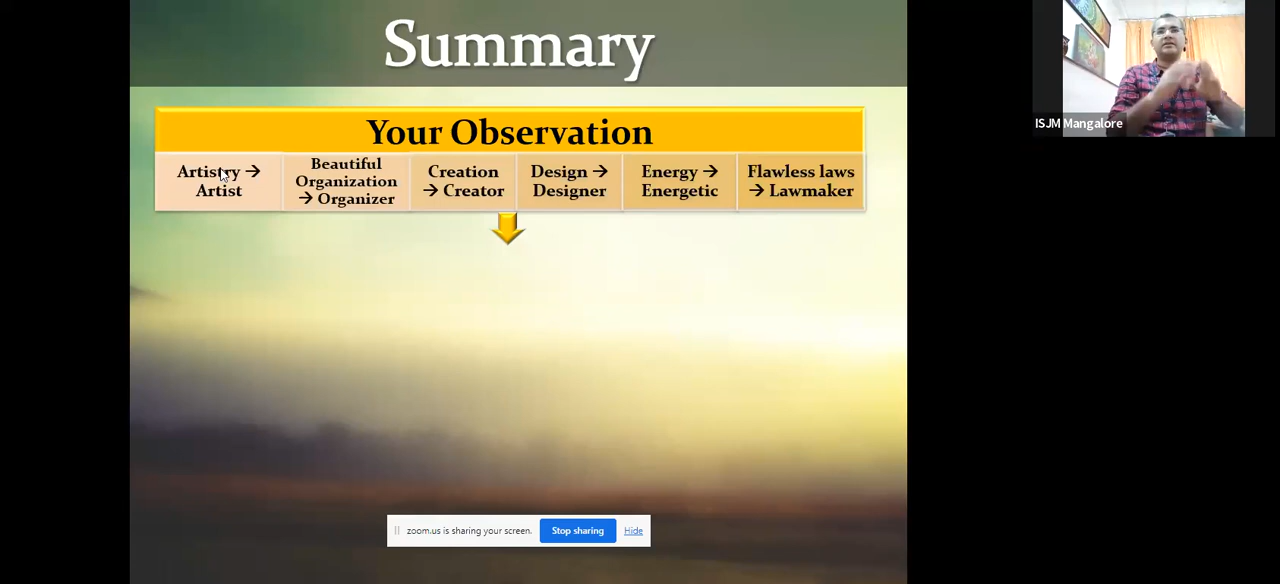 Summary
ISJM Mangalore
Your Observation
Artistry →
Artist
Beautiful
Organization
→ Organizer
Creation
→ Creator
Design →
Designer
Energy →
Energetic
Flawless laws
→ Lawmaker
zoom.us is sharing your screen.
Stop sharing
Hide